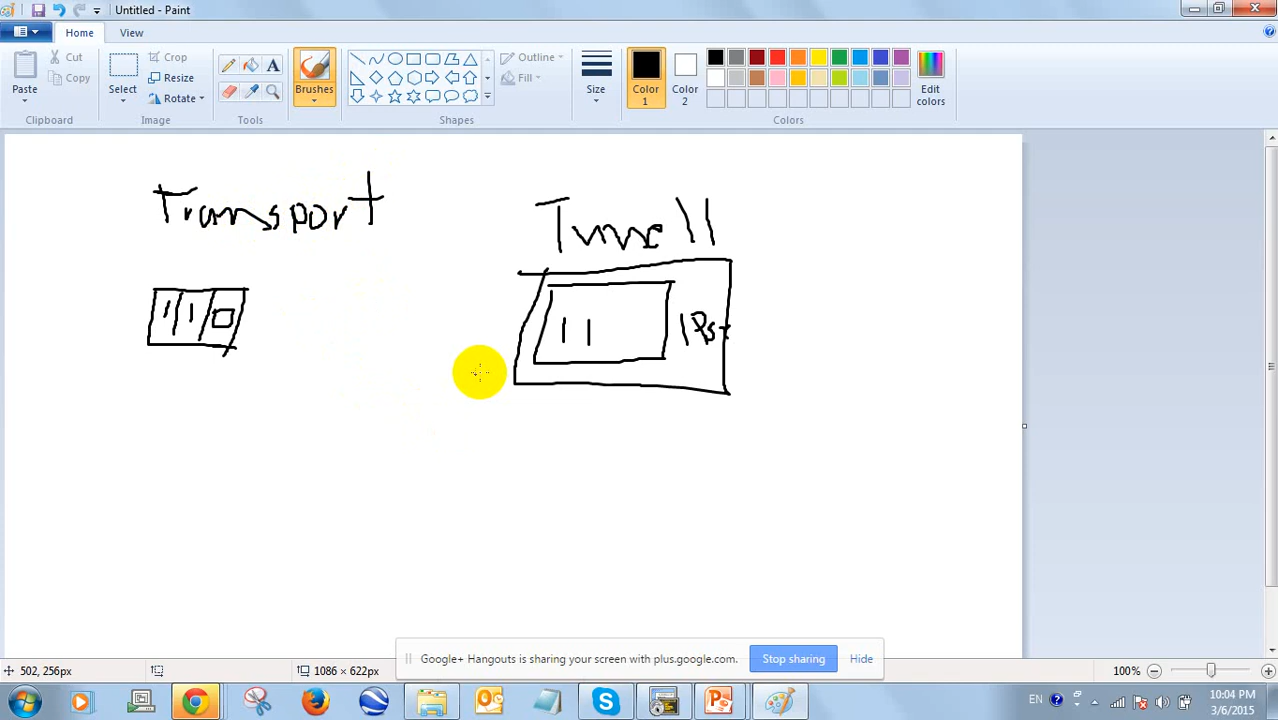 Untitled - Paint
Home
View
Paste
Cut
Copy
Clipboard
Select
Crop
Resize
Rotate
Image
A
Tools
Brushes
Outline
Fill
Shapes
Size
Color 1
Color 2
Edit colors
Colors
Transport
Tunnel
502, 256px
1086 × 622px
100%
Google+ Hangouts is sharing your screen with plus.google.com.
Stop sharing
Hide
EN
10:04 PM
3/6/2015